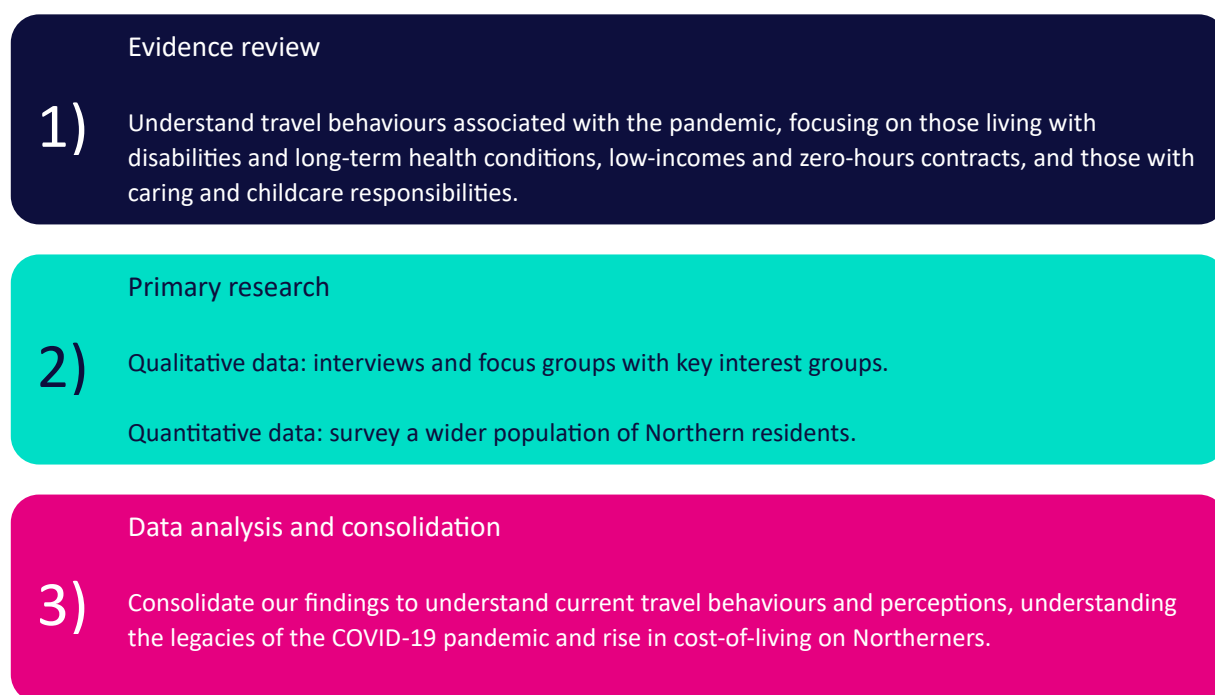 Evidence review
1)
Understand travel behaviours associated with the pandemic, focusing on those living with
disabilities and long-term health conditions, low-incomes and zero-hours contracts, and those with
caring and childcare responsibilities.
Primary research
2)
Qualitative data: interviews and focus groups with key interest groups.
Quantitative data: survey a wider population of Northern residents.
Data analysis and consolidation
3)
Consolidate our findings to understand current travel behaviours and perceptions, understanding
the legacies of the COVID-19 pandemic and rise in cost-of-living on Northerners.